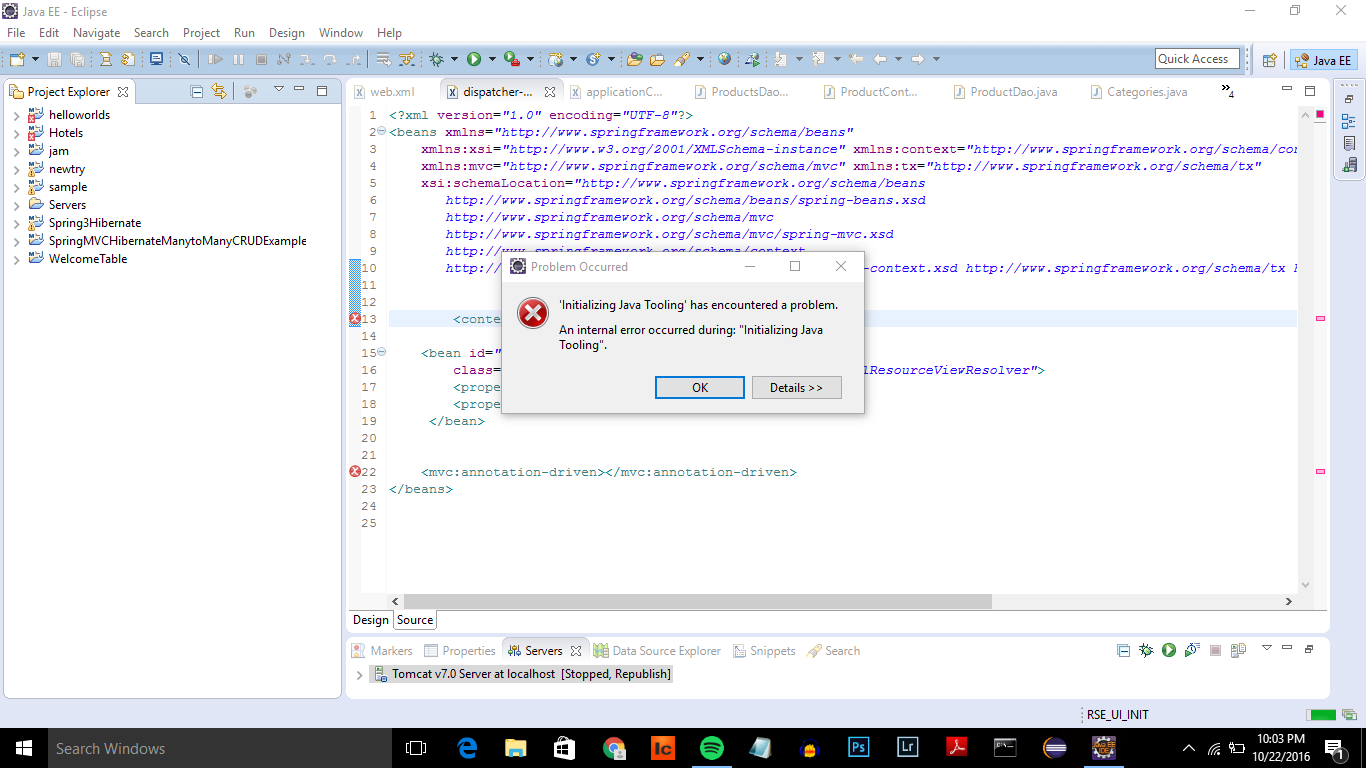 Java EE - Eclipse
File Edit Navigate Search Project Run Design Window Help
Quick Access
Java EE
Project Explorer
helloworlds
Hotels
jam
newtry
sample
Servers
Spring3Hibernate
SpringMVCHibernateManytoManyCRUDExample
WelcomeTable
web.xml dispatcher-... applicationC... ProductsDao... ProductCont... ProductDao.java Categories.java »4
1 <?xml version="1.0" encoding="UTF-8"?>
2 <beans xmlns="http://www.springframework.org/schema/beans"
3 xmlns:xsi="http://www.w3.org/2001/XMLSchema-instance" xmlns:context="http://www.springframework.org/schema/con
4 xmlns:mvc="http://www.springframework.org/schema/mvc" xmlns:tx="http://www.springframework.org/schema/tx"
5 xsi:schemaLocation="http://www.springframework.org/schema/beans
6 http://www.springframework.org/schema/beans/spring-beans.xsd
7 http://www.springframework.org/schema/mvc
8 http://www.springframework.org/schema/mvc/spring-mvc.xsd
9 http://www.springframework.org/schema/context
10 http:/ -context.xsd http://www.springframework.org/schema/tx h
11
12
13 <conte
14
15 <bean id="
16 class= lResourceViewResolver">
17 <prope
18 <prope
19 </bean>
20
21
22 <mvc:annotation-driven></mvc:annotation-driven>
23 </beans>
24
25
Problem Occurred
'Initializing Java Tooling' has encountered a problem.
An internal error occurred during: "Initializing Java
Tooling".
OK
Details >>
Design Source
Markers Properties Servers Data Source Explorer Snippets Search
Tomcat v7.0 Server at localhost [Stopped, Republish]
RSE_UI_INIT
Search Windows
Ic
Ps
Lr
JAVA EE
IDE
10:03 PM
10/22/2016
1